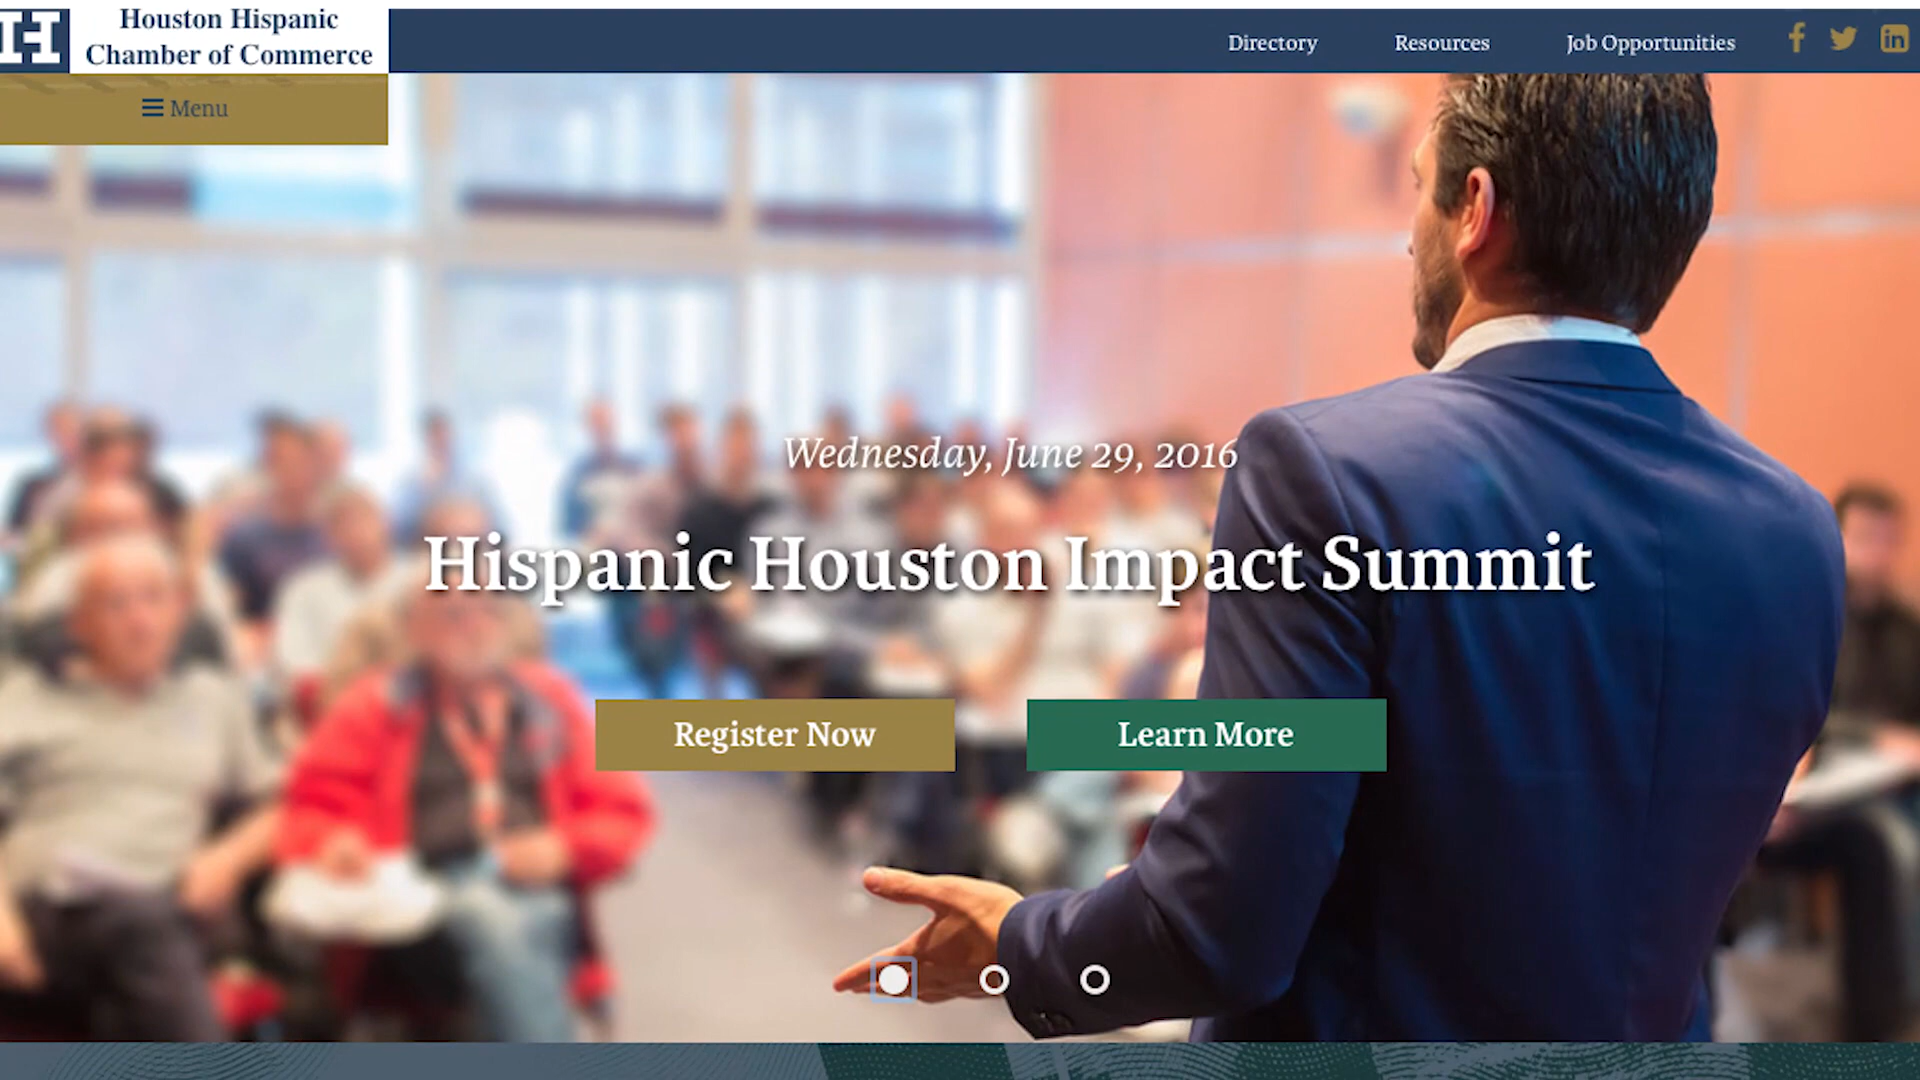 Houston Hispanic
Chamber of Commerce
Directory
Resources
Job Opportunities
Menu
Wednesday, June 29, 2016
Hispanic Houston Impact Summit
Register Now
Learn More